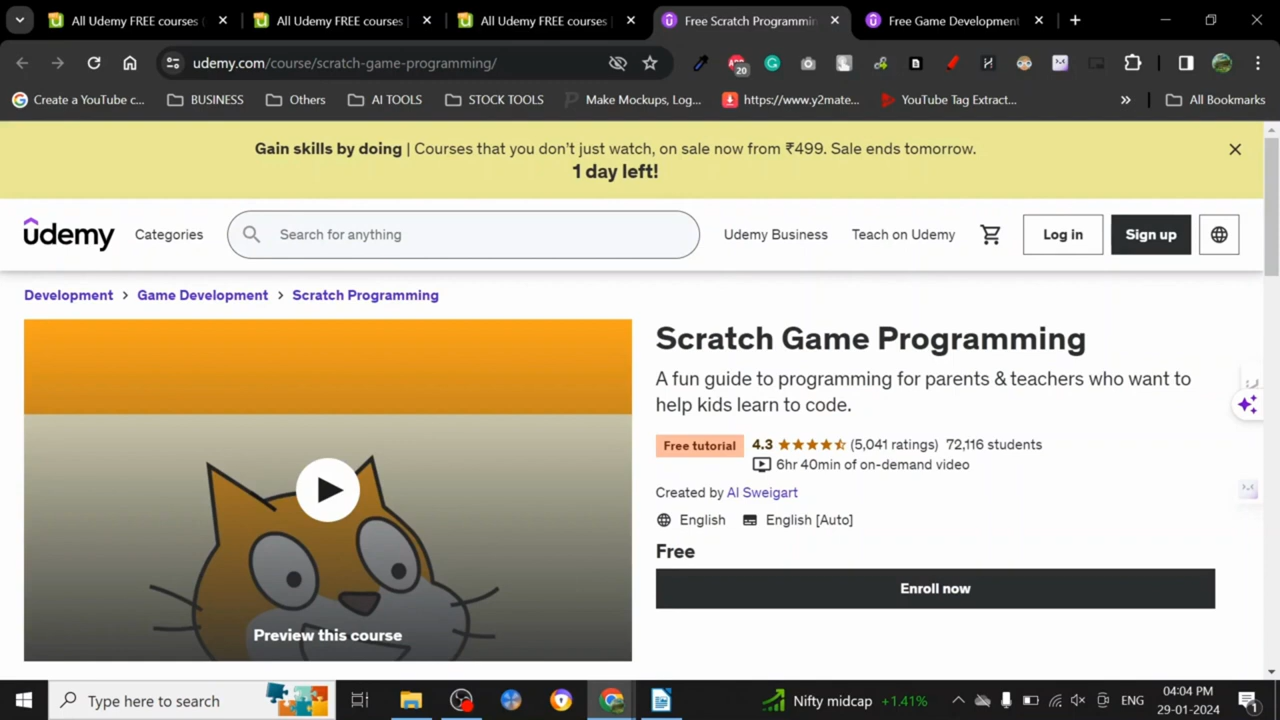 All Udemy FREE courses (
All Udemy FREE courses
All Udemy FREE courses
Free Scratch Programmin
Free Game Development
udemy.com/course/scratch-game-programming/
20
Create a YouTube c...
BUSINESS
Others
AI TOOLS
STOCK TOOLS
Make Mockups, Log...
https://www.y2mate...
YouTube Tag Extract...
All Bookmarks
Gain skills by doing | Courses that you don't just watch, on sale now from ₹499. Sale ends tomorrow.
1 day left!
udemy
Categories
Search for anything
Udemy Business
Teach on Udemy
Log in
Sign up
Development > Game Development > Scratch Programming
Scratch Game Programming
A fun guide to programming for parents & teachers who want to
help kids learn to code.
Free tutorial 4.3 (5,041 ratings) 72,116 students
6hr 40min of on-demand video
Created by Al Sweigart
English English [Auto]
Free
Enroll now
Preview this course
Type here to search
Nifty midcap +1.41%
ENG
04:04 PM
29-01-2024
1